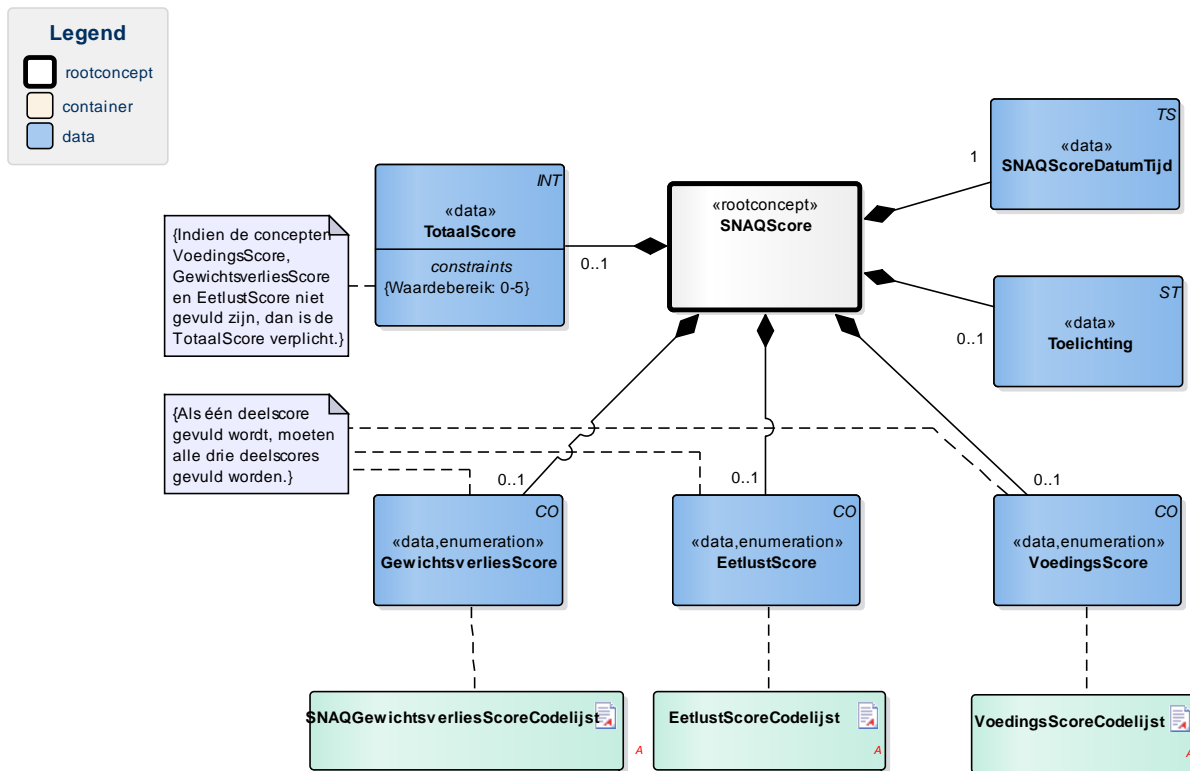 Legend
rootconcept
container
data
TS
«data»
SNAQScoreDatumTijd
1
INT
«data»
TotaalScore
constraints
{Waardebereik: 0-5}
0..1
«rootconcept»
SNAQScore
{Indien de concepten
VoedingsScore,
GewichtsverliesScore
en EetlustScore niet
gevuld zijn, dan is de
TotaalScore verplicht.}
ST
«data»
Toelichting
0..1
{Als één deelscore
gevuld wordt, moeten
alle drie deelscores
gevuld worden.}
0..1
0..1
0..1
CO
«data,enumeration»
GewichtsverliesScore
CO
«data,enumeration»
EetlustScore
CO
«data,enumeration»
VoedingsScore
SNAQGewichtsverliesScoreCodelijst
A
EetlustScoreCodelijst
A
VoedingsScoreCodelijst
A